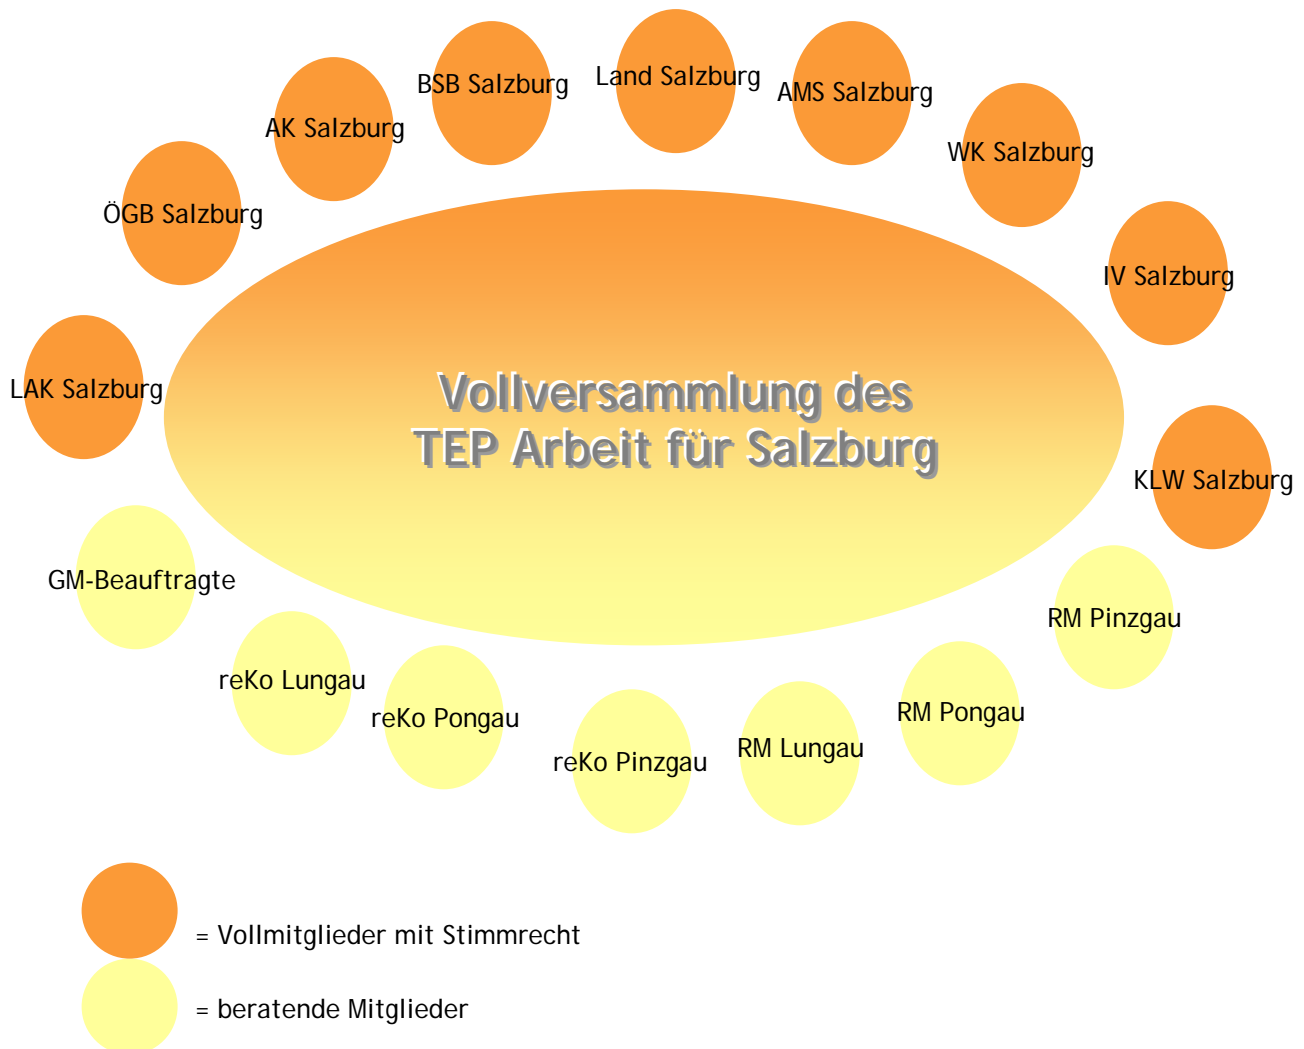 Land Salzburg
BSB Salzburg
AMS Salzburg
AK Salzburg
WK Salzburg
ÖGB Salzburg
IV Salzburg
LAK Salzburg
Vollversammlung des
TEP Arbeit für Salzburg
KLW Salzburg
GM-Beauftragte
RM Pinzgau
reKo Lungau
reKo Pongau
RM Pongau
reKo Pinzgau
RM Lungau
= Vollmitglieder mit Stimmrecht
= beratende Mitglieder